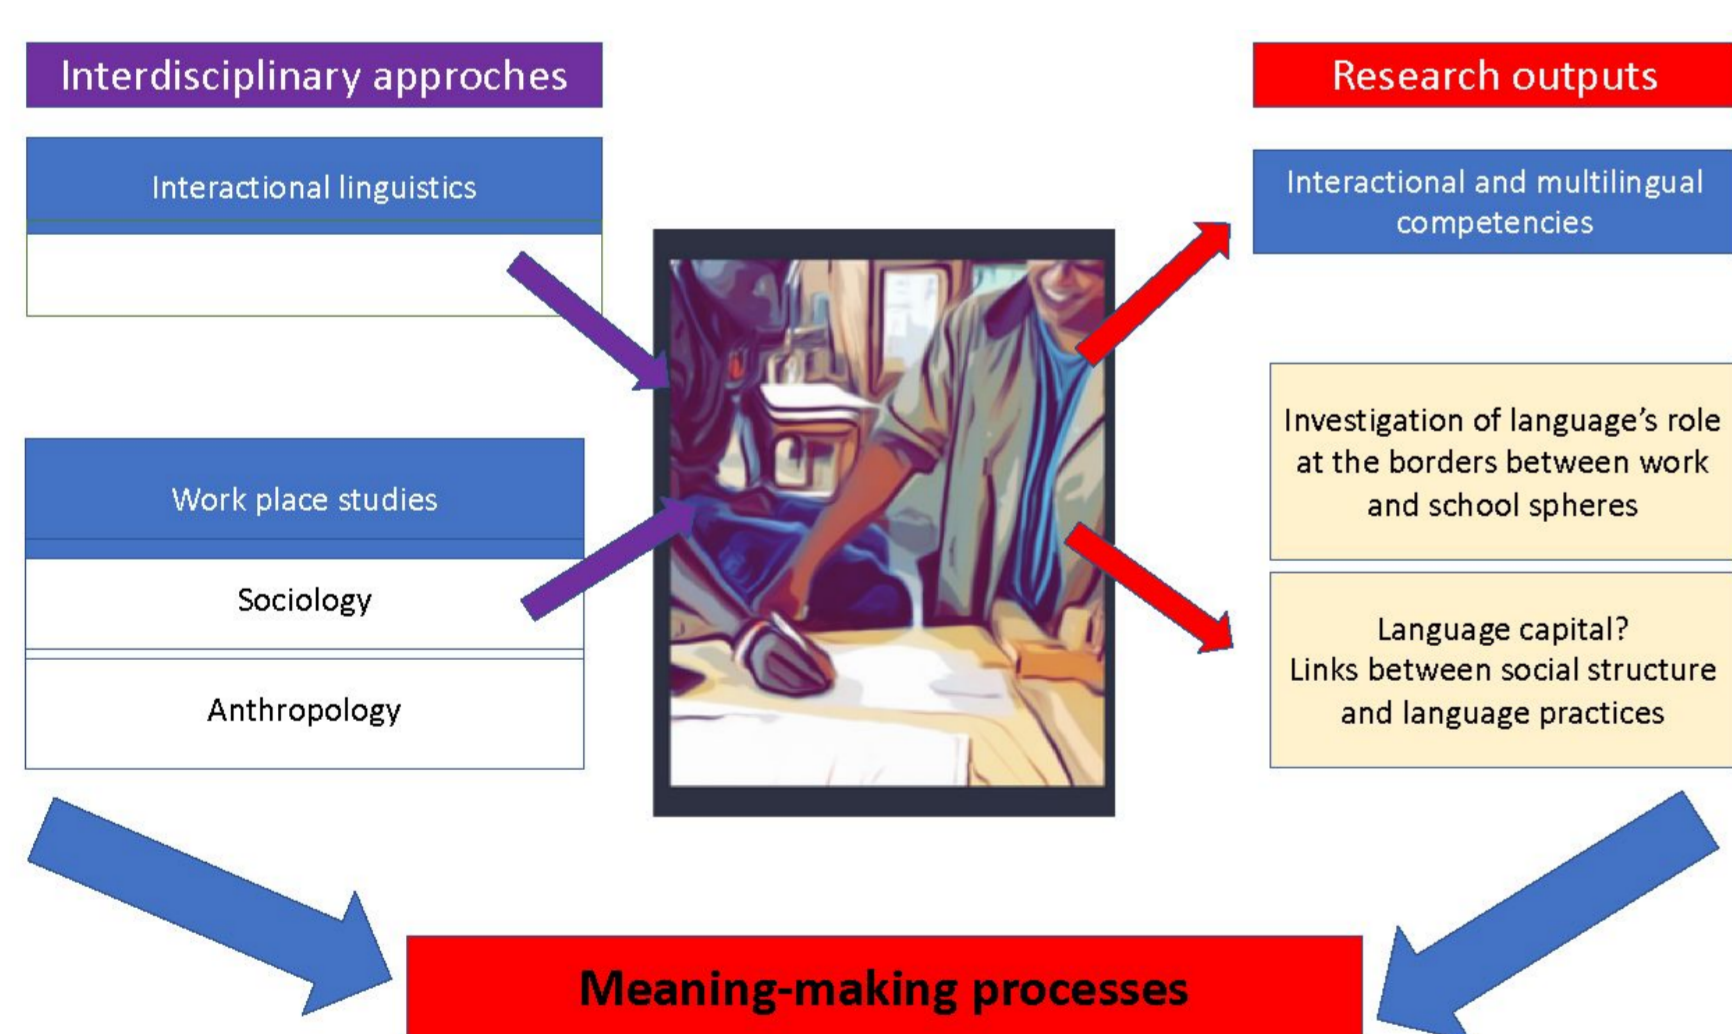 Interdisciplinary approches
Interactional linguistics
Work place studies
Sociology
Anthropology
Research outputs
Interactional and multilingual
competencies
Investigation of language’s role
at the borders between work
and school spheres
Language capital?
Links between social structure
and language practices
Meaning-making processes